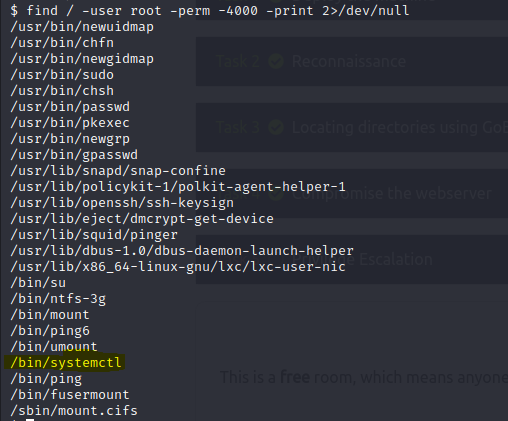 $ find / -user root -perm -4000 -print 2>/dev/null
/usr/bin/newuidmap
/usr/bin/chfn
/usr/bin/newgidmap
/usr/bin/sudo
/usr/bin/chsh
/usr/bin/passwd
/usr/bin/pkexec
/usr/bin/newgrp
/usr/bin/gpasswd
/usr/lib/snapd/snap-confine
/usr/lib/policykit-1/polkit-agent-helper-1
/usr/lib/openssh/ssh-keysign
/usr/lib/eject/dmcrypt-get-device
/usr/lib/squid/pinger
/usr/lib/dbus-1.0/dbus-daemon-launch-helper
/usr/lib/x86_64-linux-gnu/lxc/lxc-user-nic
/bin/su
/bin/ntfs-3g
/bin/mount
/bin/ping6
/bin/umount
/bin/systemctl
/bin/ping
/bin/fusermount
/sbin/mount.cifs
Task 2 Reconnaissance
Task 3 Locating directories using
Compromise the webserver
Escalation
This is a free room, which means anyone